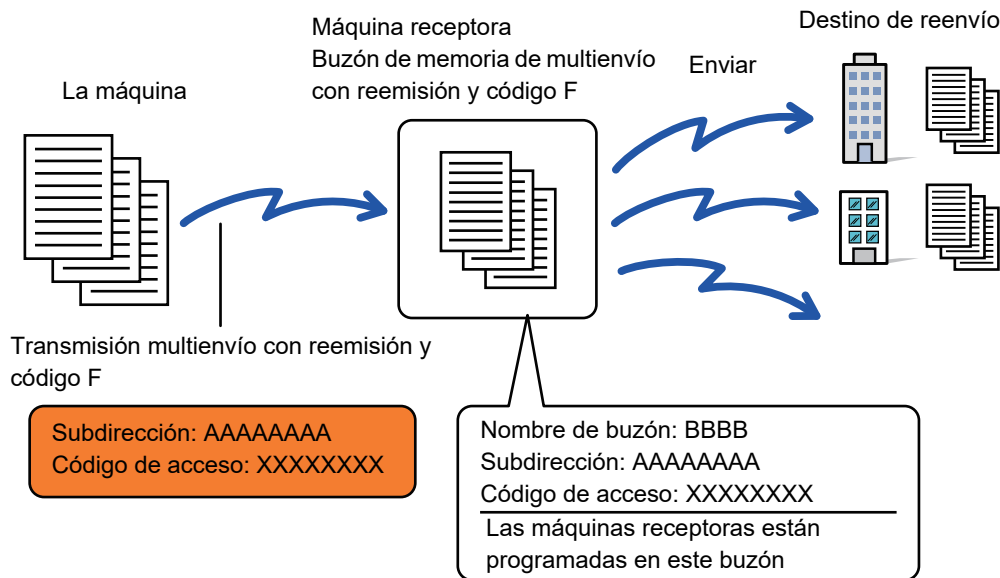 La máquina
Máquina receptora
Buzón de memoria de multienvío
con reemisión y código F
Enviar
Destino de reenvío
Transmisión multienvío con reemisión y
código F
Subdirección: AAAAAAAA
Código de acceso: XXXXXXXX
Nombre de buzón: BBBB
Subdirección: AAAAAAAA
Código de acceso: XXXXXXXX
Las máquinas receptoras están
programadas en este buzón